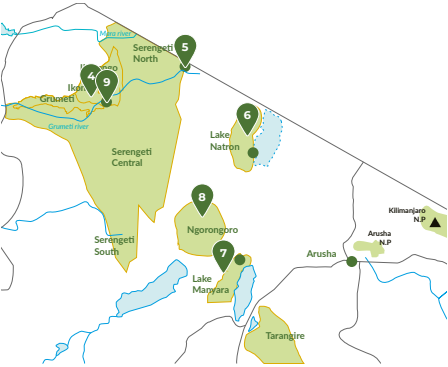 Mara river
Serengeti
North
5
4
9
Grumeti
Grumeti river
6
Lake
Natron
Serengeti
Central
8
Ngorongoro
Kilimanjaro
N.P
Arusha
N.P
Serengeti
South
7
Arusha
Lake
Manyara
Tarangire